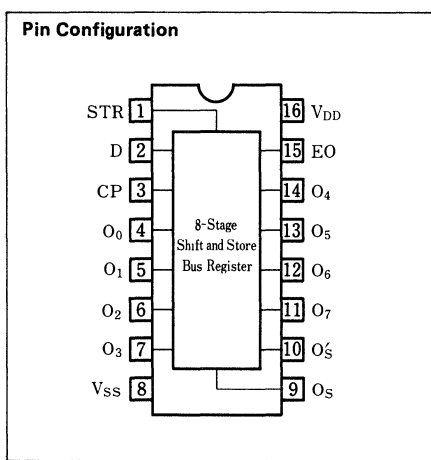 Pin Configuration
STR 1
D 2
CP 3
O₀ 4
O₁ 5
O₂ 6
O₃ 7
VSS 8
8-Stage
Shift and Store
Bus Register
16 VDD
15 EO
14 O₄
13 O₅
12 O₆
11 O₇
10 O′S
9 OS